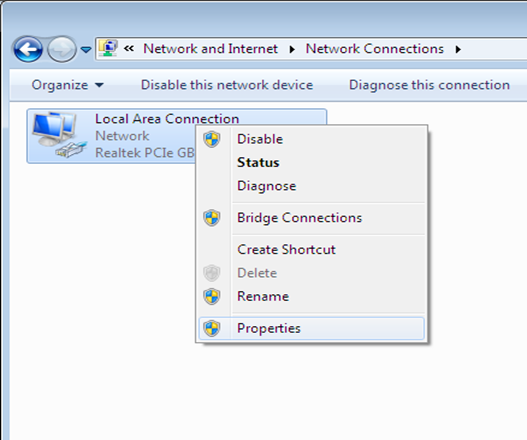 « Network and Internet ▸ Network Connections ▸
Organize ▾ Disable this network device Diagnose this connection
Local Area Connection
Network
Realtek PCIe GB
Disable
Status
Diagnose
Bridge Connections
Create Shortcut
Delete
Rename
Properties